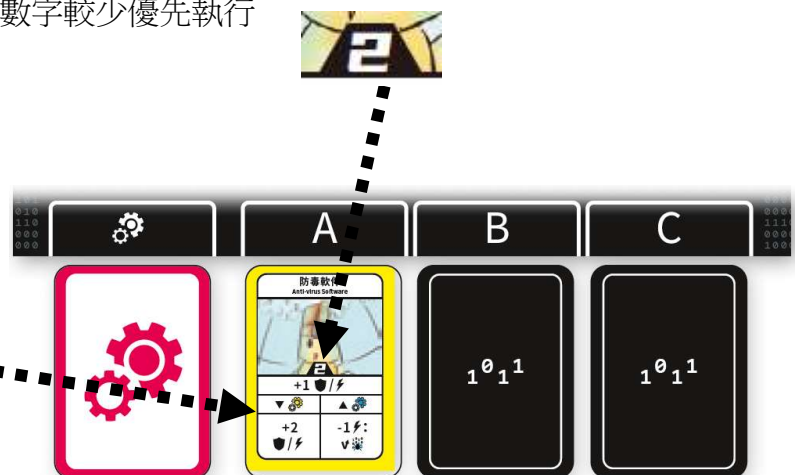 數字較少優先執行
2
A
B
C
防毒軟件
Anti-virus Software
2
+1 /
▼ ▲
+2 -1 :
/ v
1011
1011